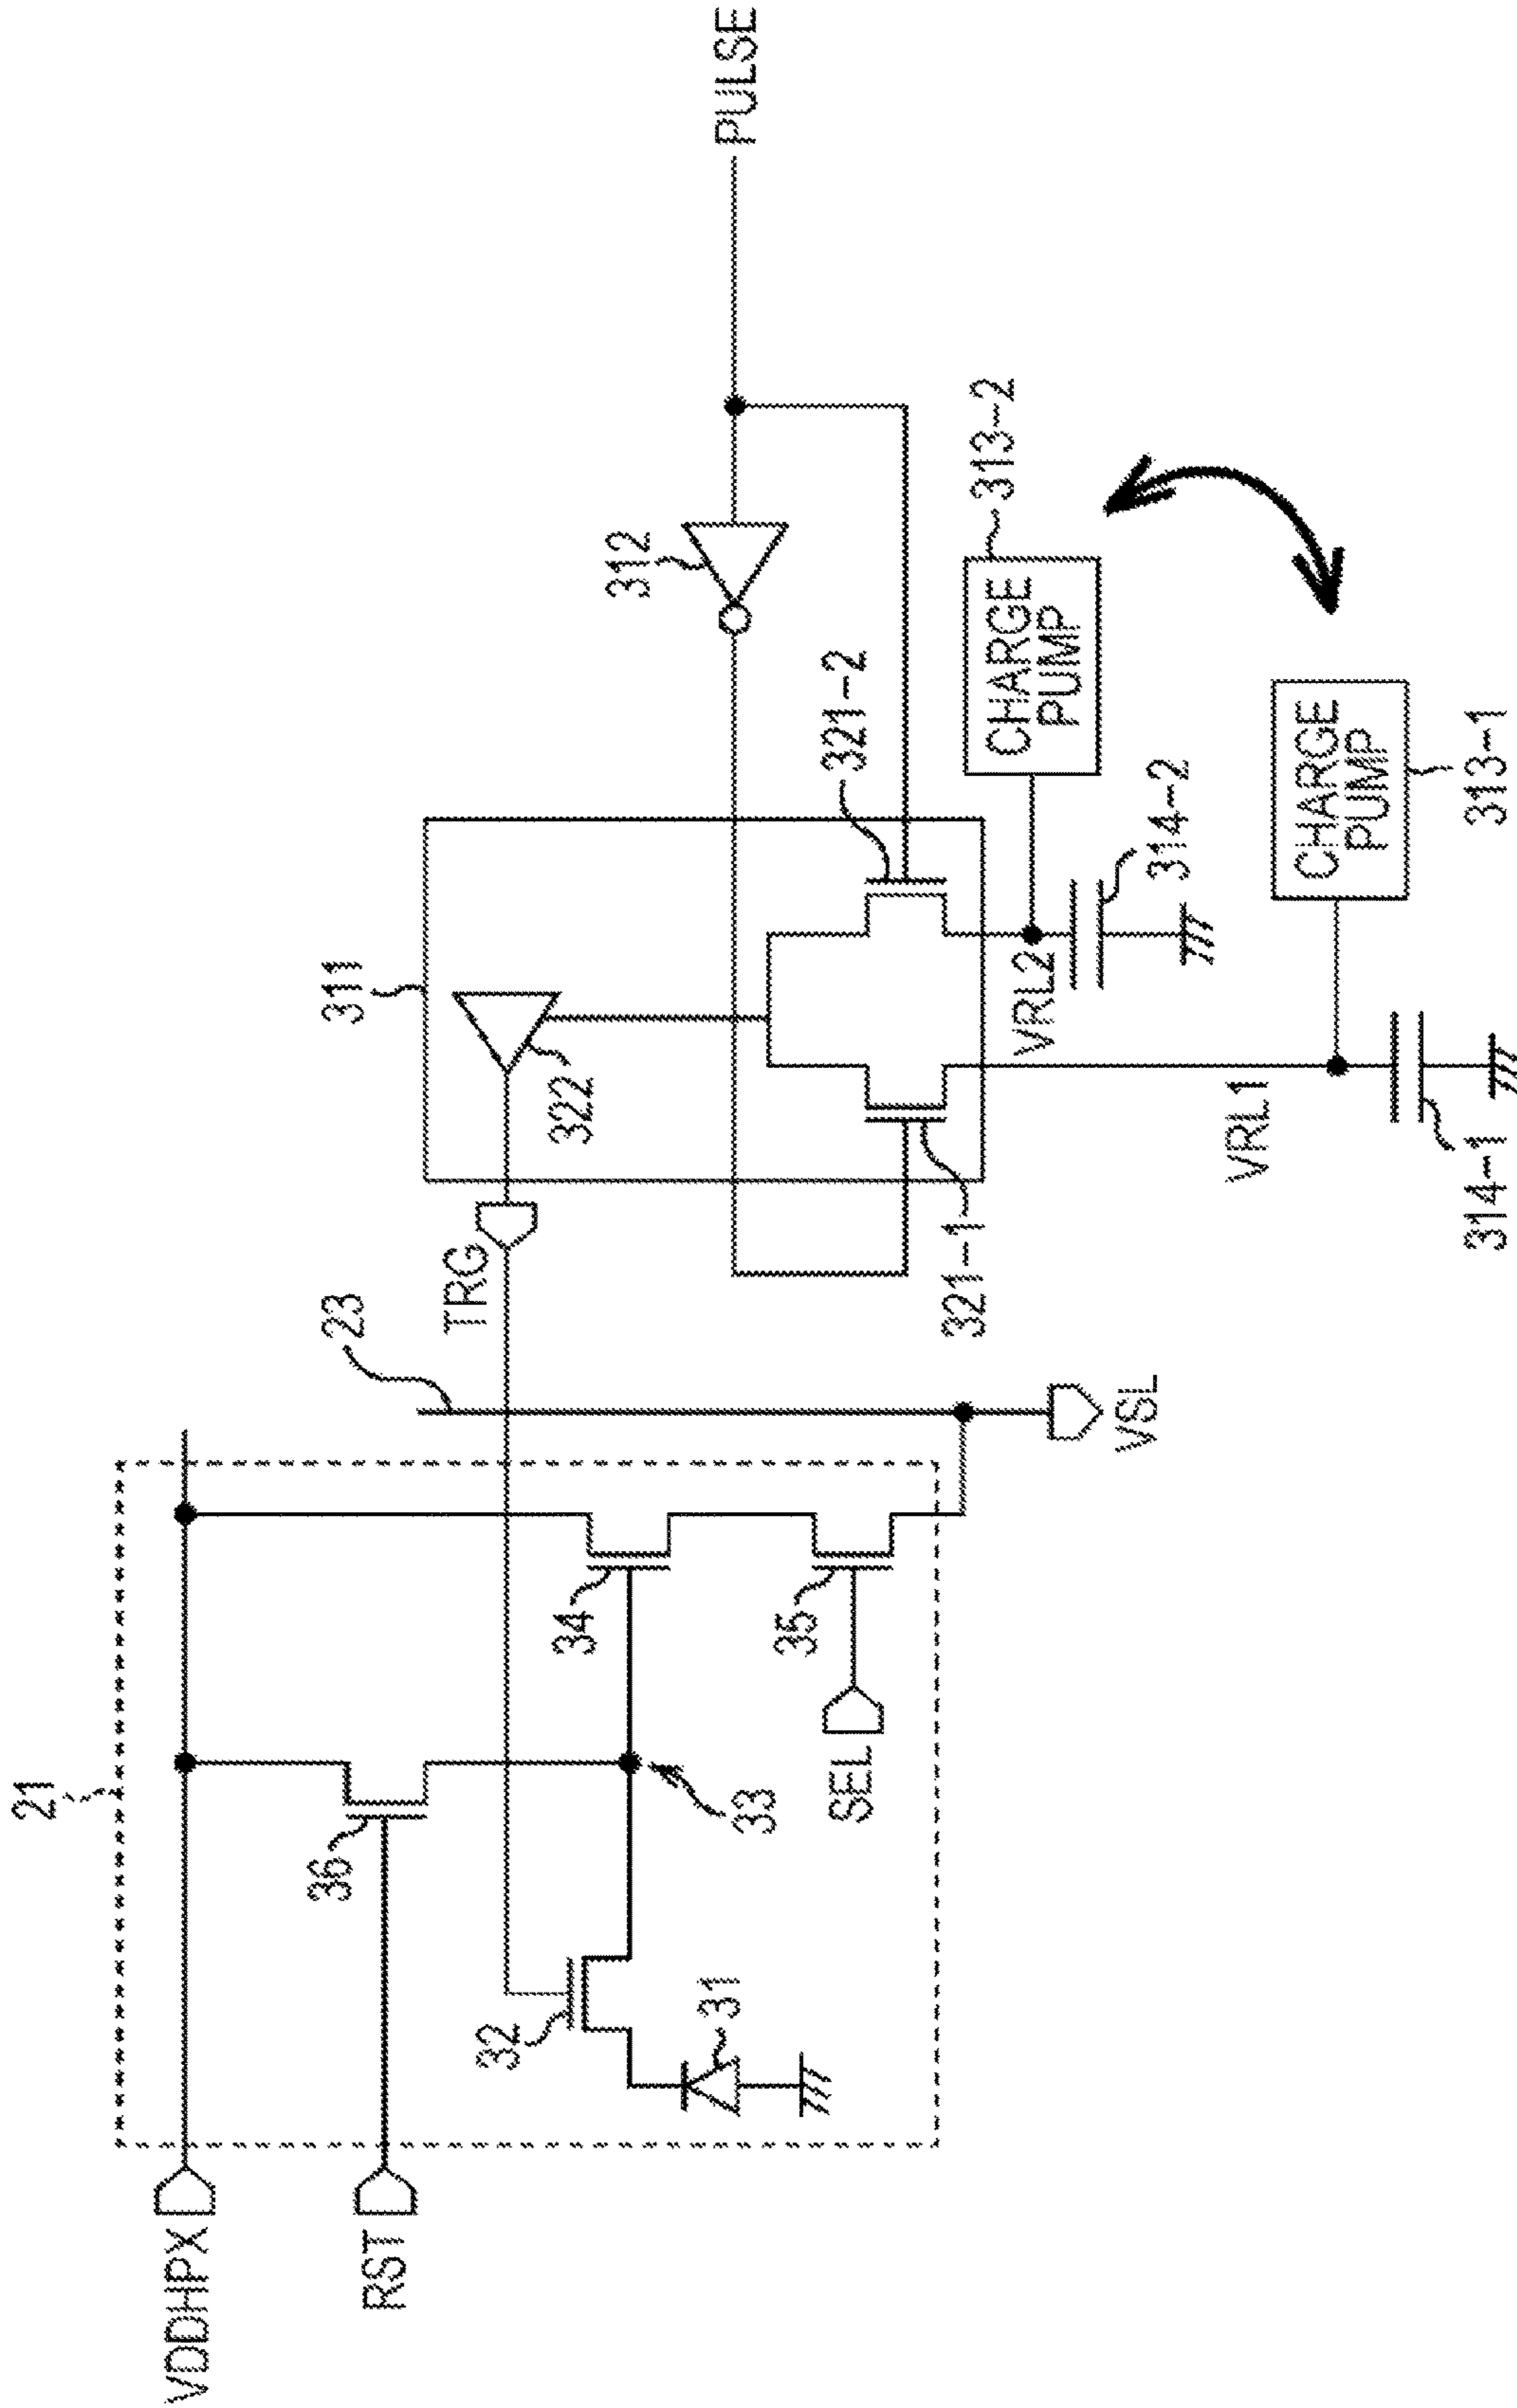 21
VDDHPX
RST
36
32
31
33
34
35
SEL
23
VSL
TRG
311
322
321-1
321-2
312
PULSE
VRL2
314-2
CHARGE
PUMP
313-2
VRL1
314-1
CHARGE
PUMP
313-1